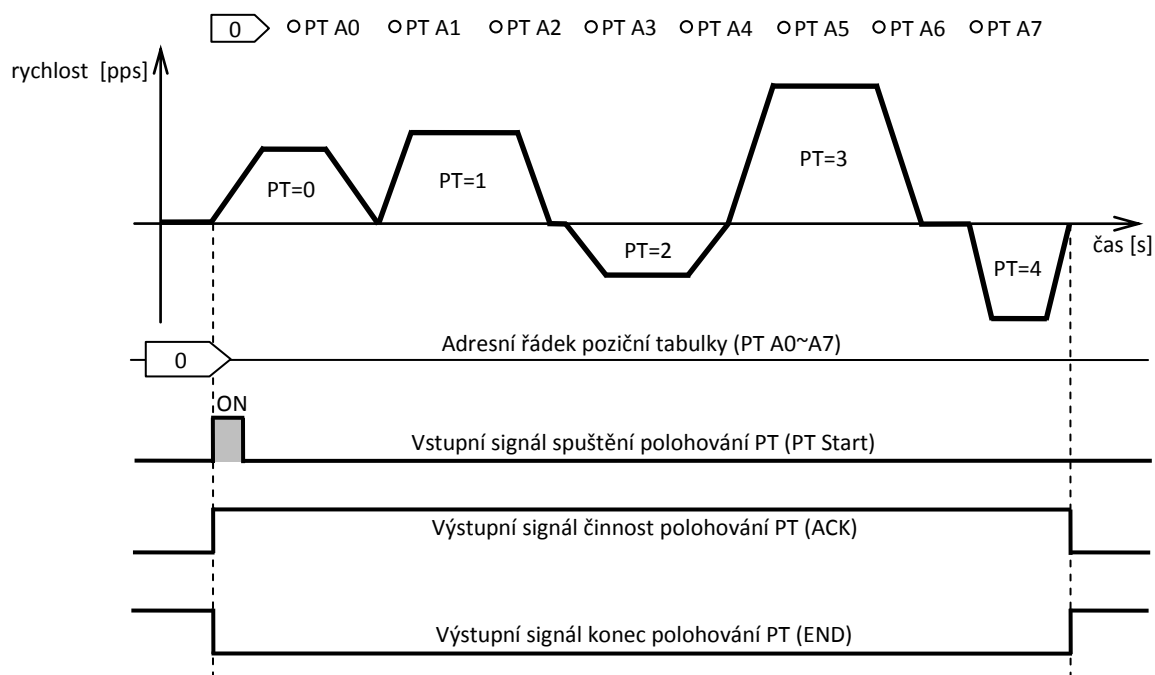 0 PT A0 PT A1 PT A2 PT A3 PT A4 PT A5 PT A6 PT A7
rychlost [pps]
PT=0
PT=1
PT=2
PT=3
PT=4
čas [s]
Adresní řádek poziční tabulky (PT A0~A7)
0
ON
Vstupní signál spuštění polohování PT (PT Start)
Výstupní signál činnost polohování PT (ACK)
Výstupní signál konec polohování PT (END)